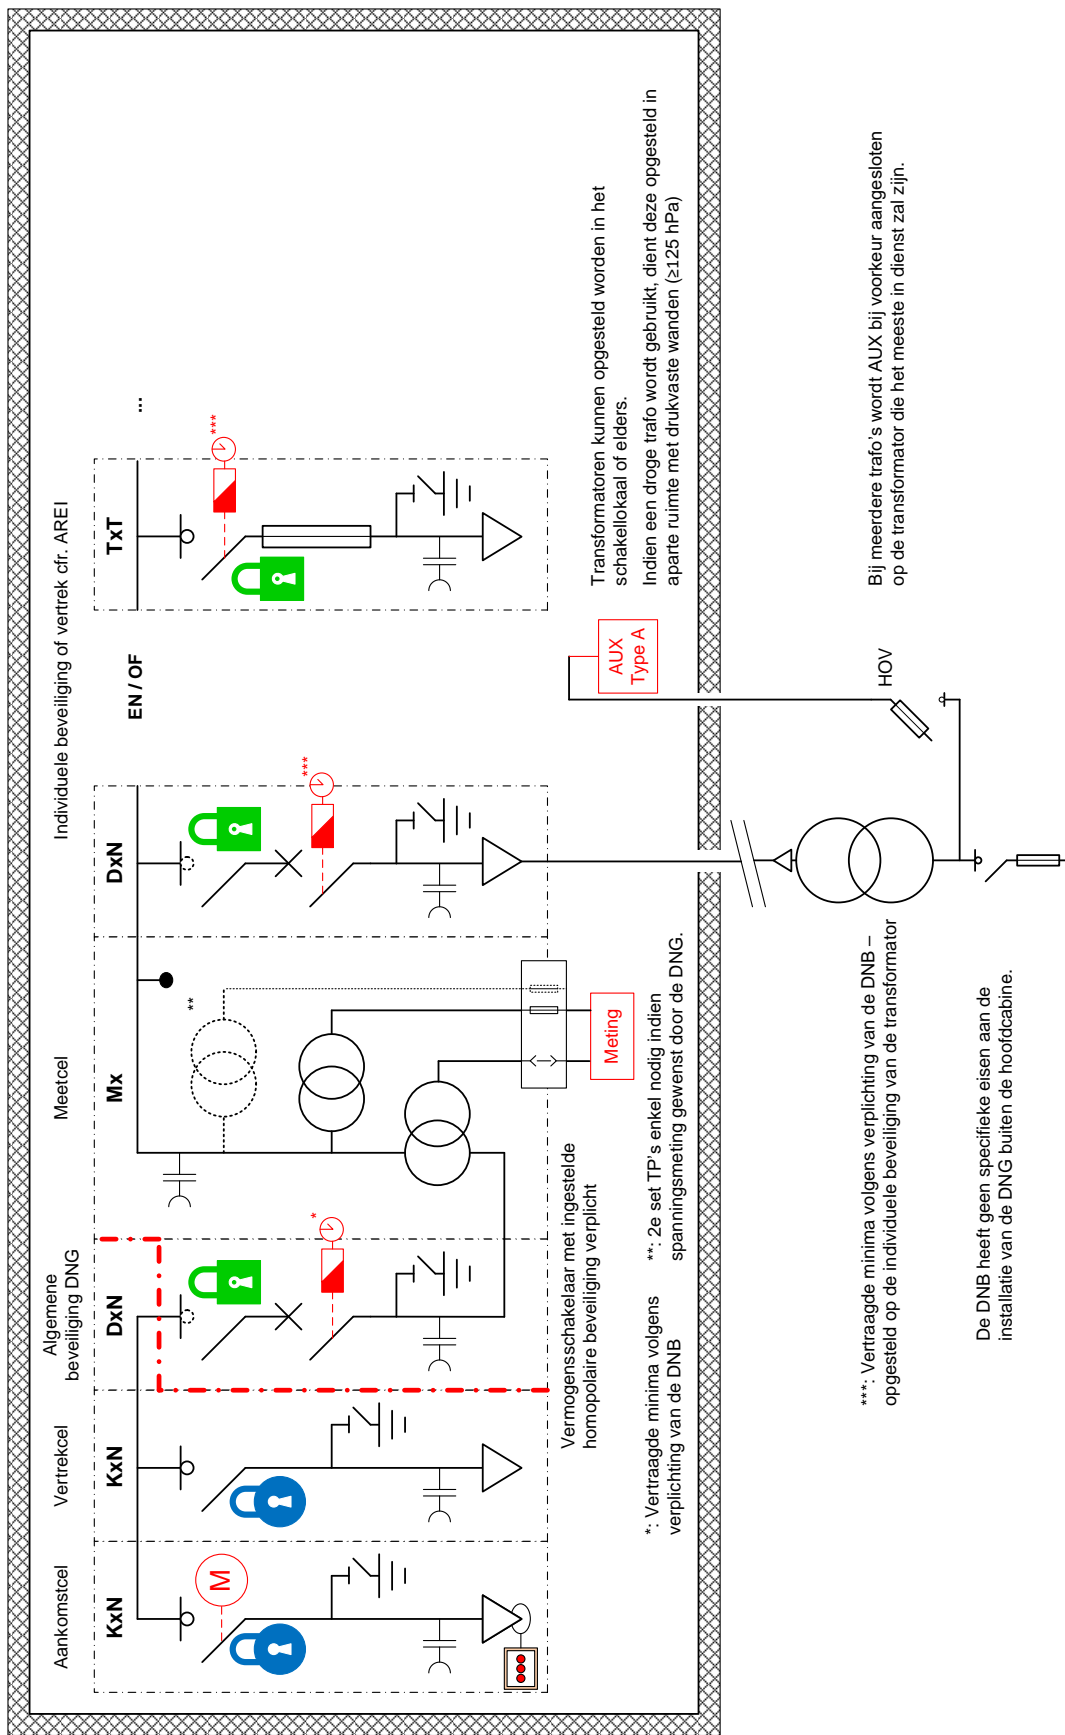 Aankomstcel
Vertrekcel
Algemene
beveiliging DNG
Meetcel
Individuele beveiliging of vertrek cfr. AREI
KxN
KxN
DxN
Mx
DxN
EN / OF
TxT
...
M
*
**
***
***
Meting
AUX
Type A
Vermogensschakelaar met ingestelde
homopolaire beveiliging verplicht
Transformatoren kunnen opgesteld worden in het
schakellokaal of elders.
Indien een droge trafo wordt gebruikt, dient deze opgesteld in
aparte ruimte met drukvaste wanden (≥125 hPa)
*: Vertraagde minima volgens
verplichting van de DNB
**: 2e set TP's enkel nodig indien
spanningsmeting gewenst door de DNG.
HOV
Bij meerdere trafo's wordt AUX bij voorkeur aangesloten
op de transformator die het meeste in dienst zal zijn.
***: Vertraagde minima volgens verplichting van de DNB –
opgesteld op de individuele beveiliging van de transformator
De DNB heeft geen specifieke eisen aan de
installatie van de DNG buiten de hoofdcabine.